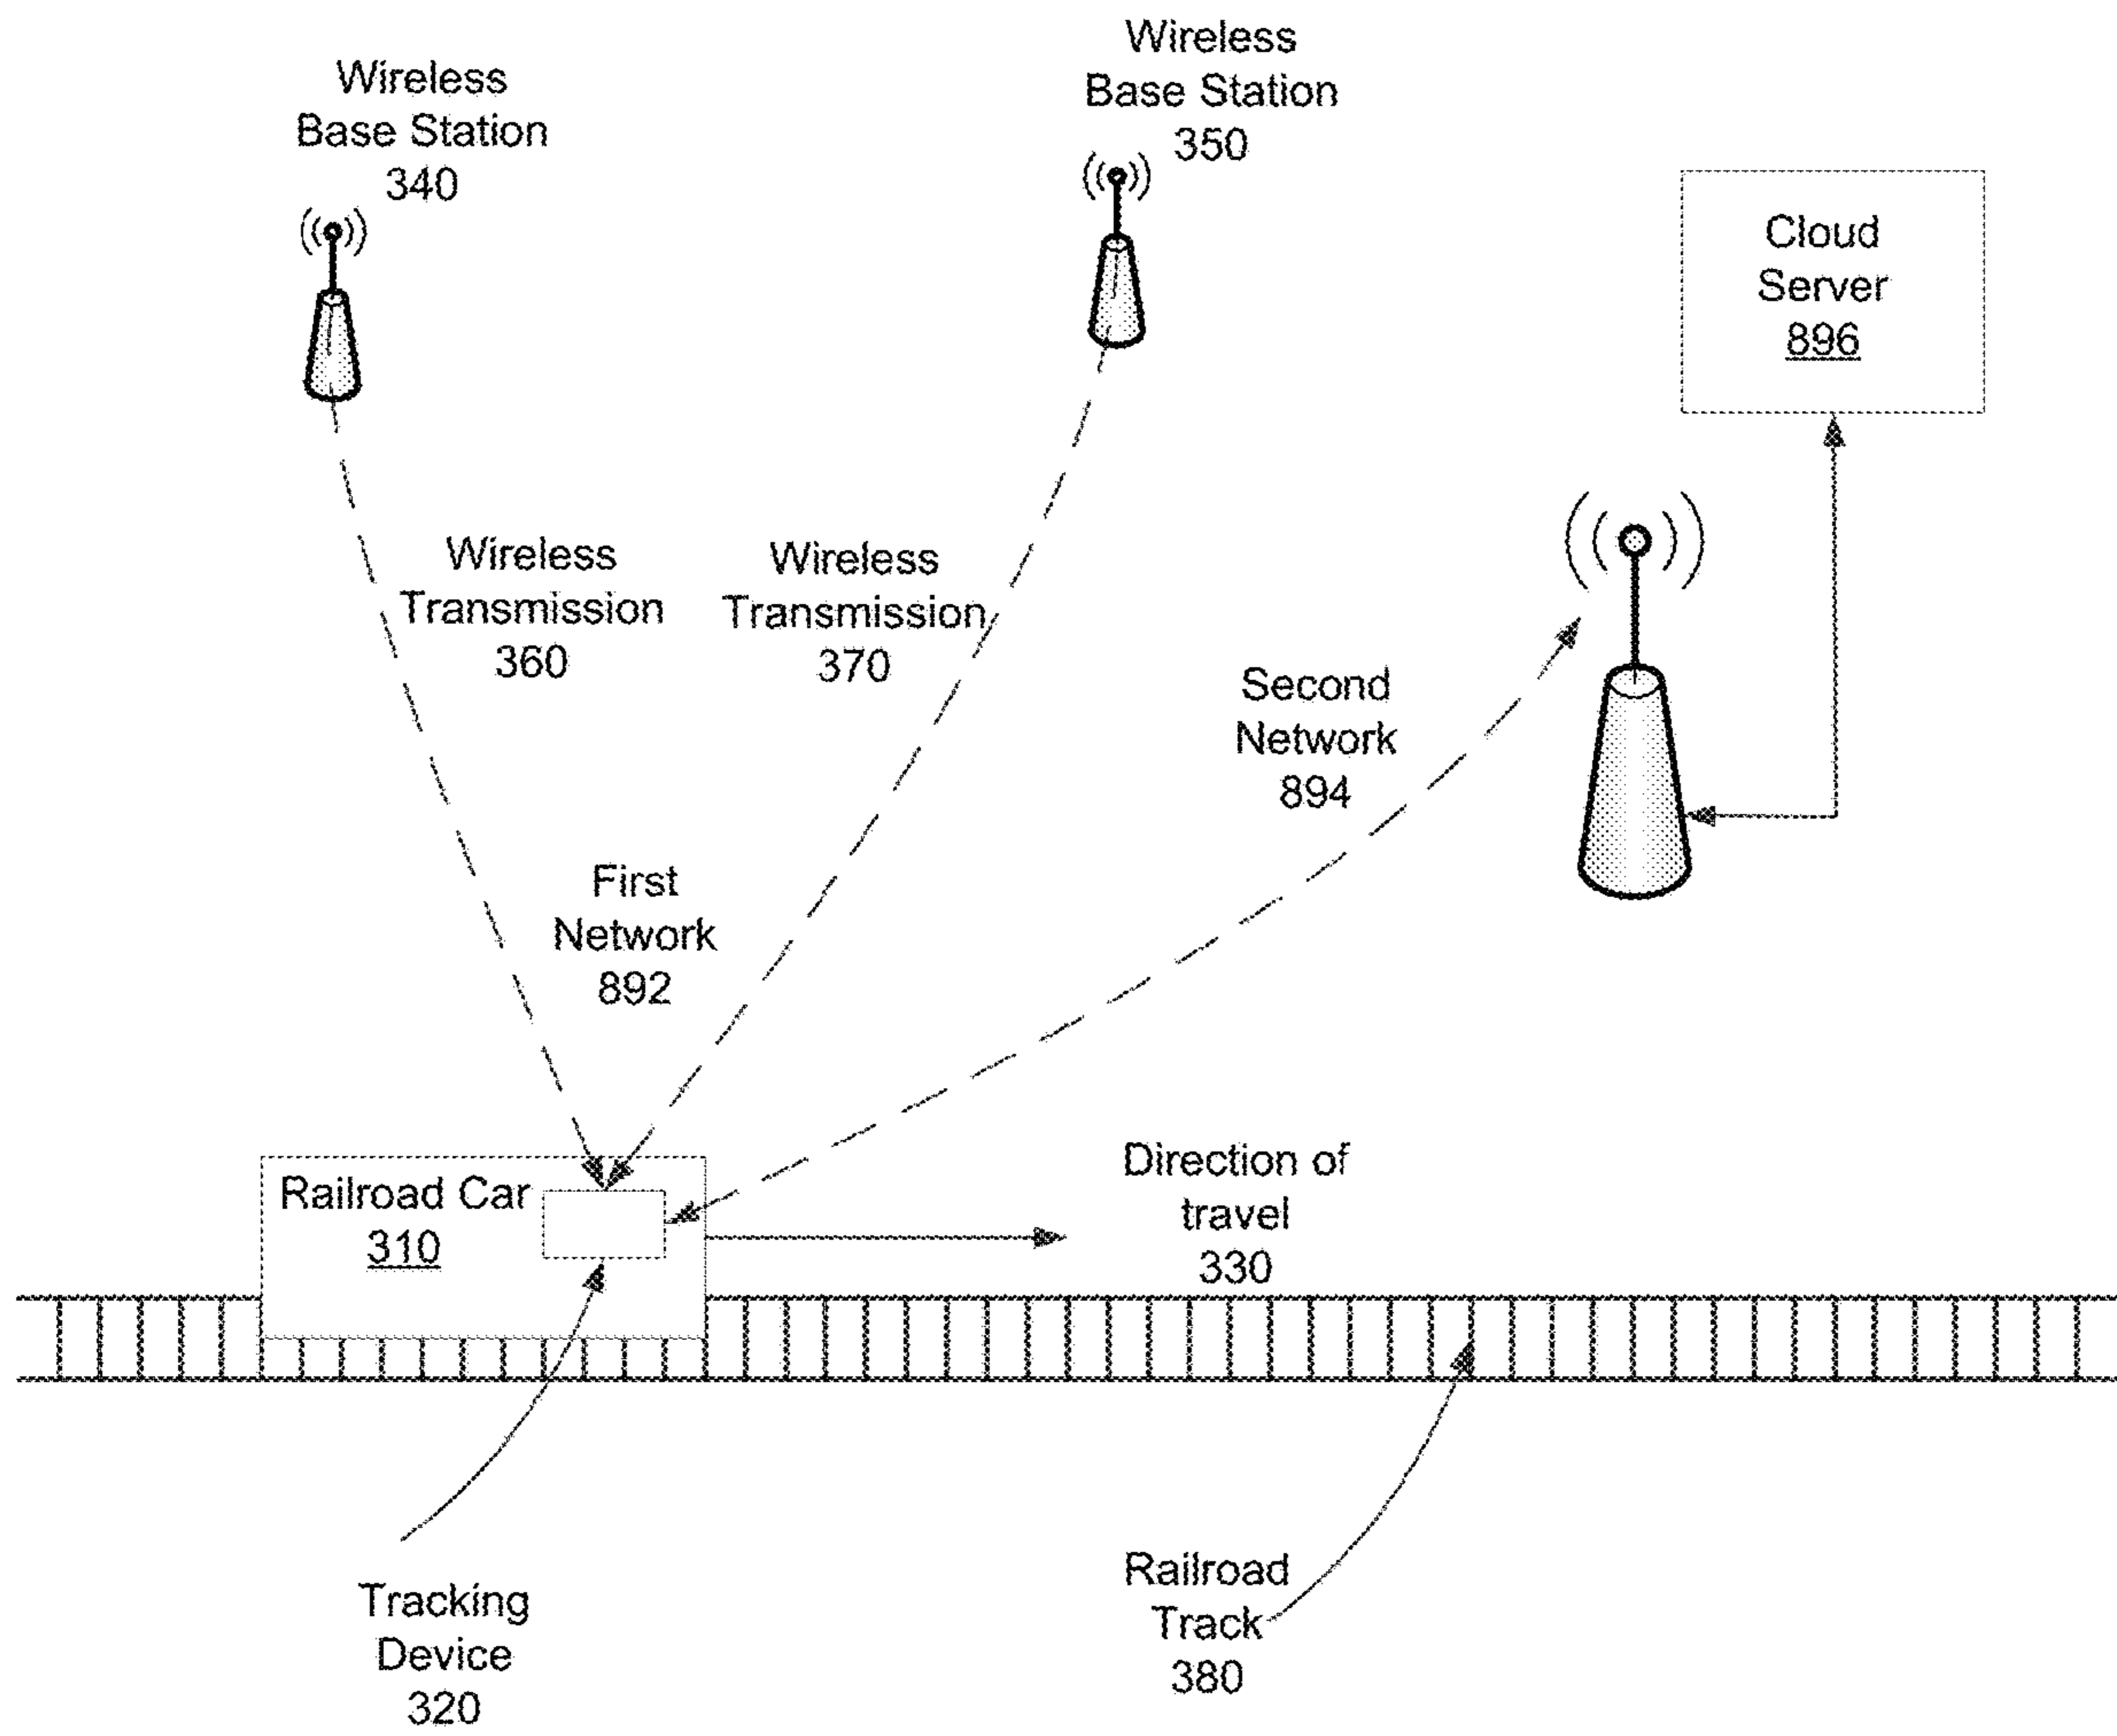 Wireless
Base Station
340
Wireless
Base Station
350
Cloud
Server
896
Wireless
Transmission
360
Wireless
Transmission
370
Second
Network
894
First
Network
892
Railroad Car
310
Direction of
travel
330
Tracking
Device
320
Railroad
Track
380